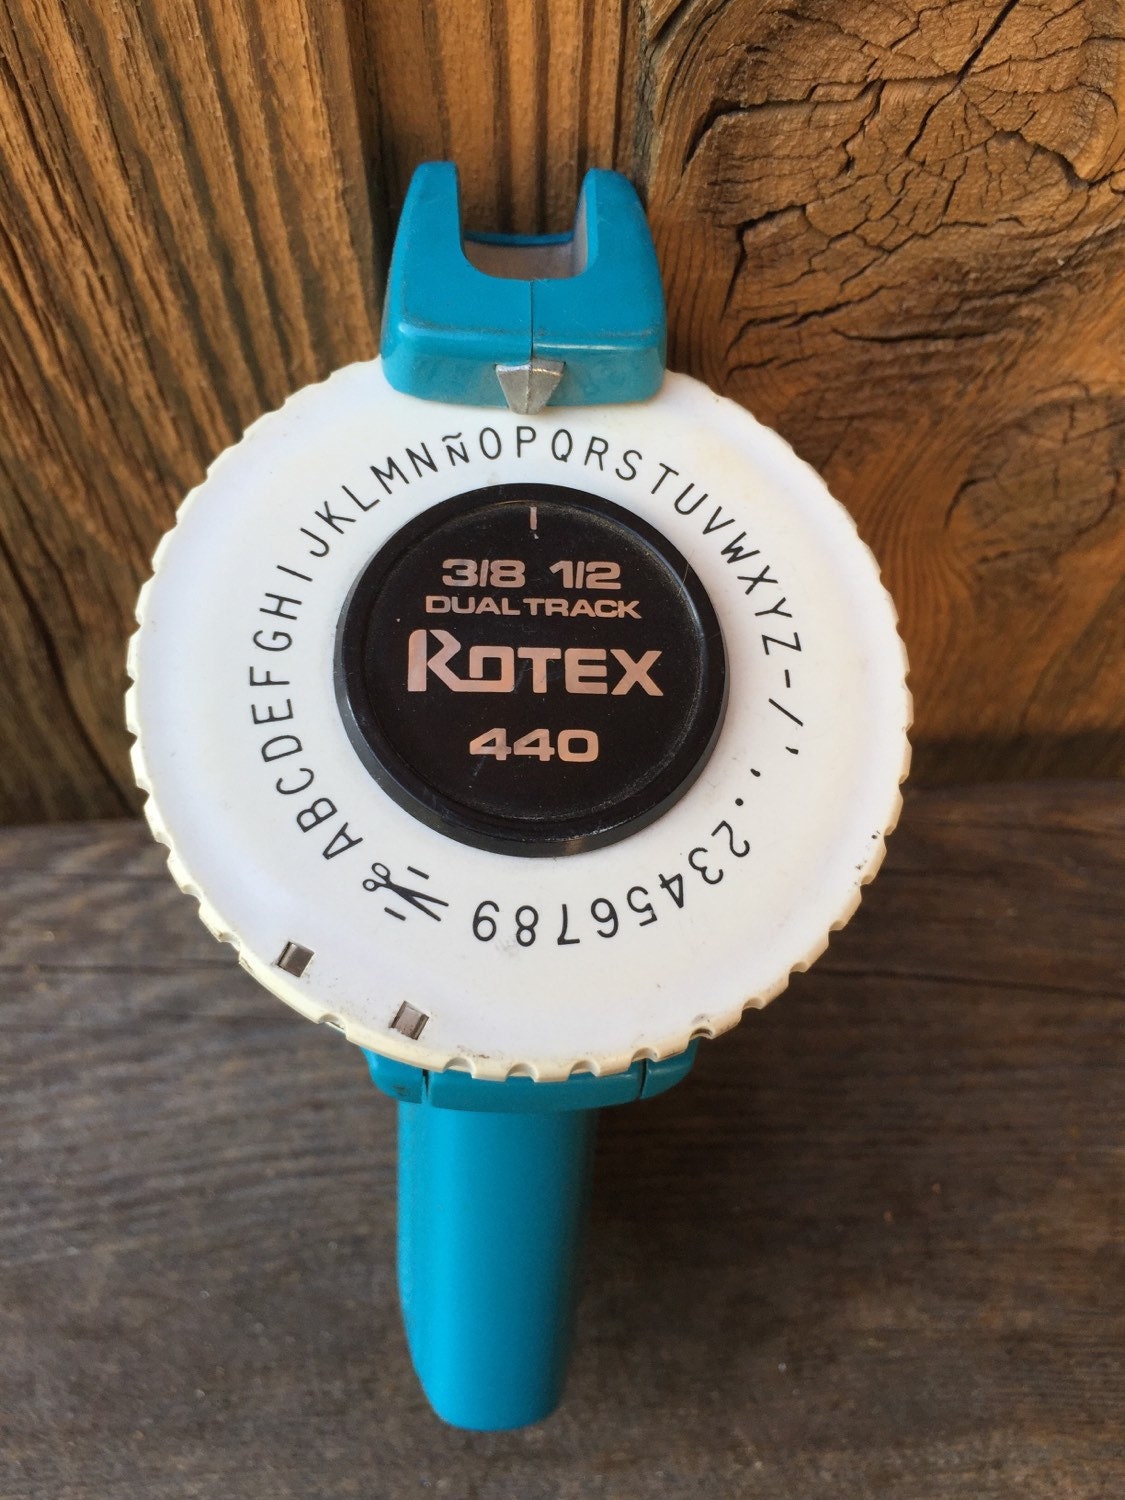 ABCDEFGHIJKLMNÑOPQRSTUVWXYZ-/'..23456789
3/8 1/2
DUAL TRACK
ROTEX
440